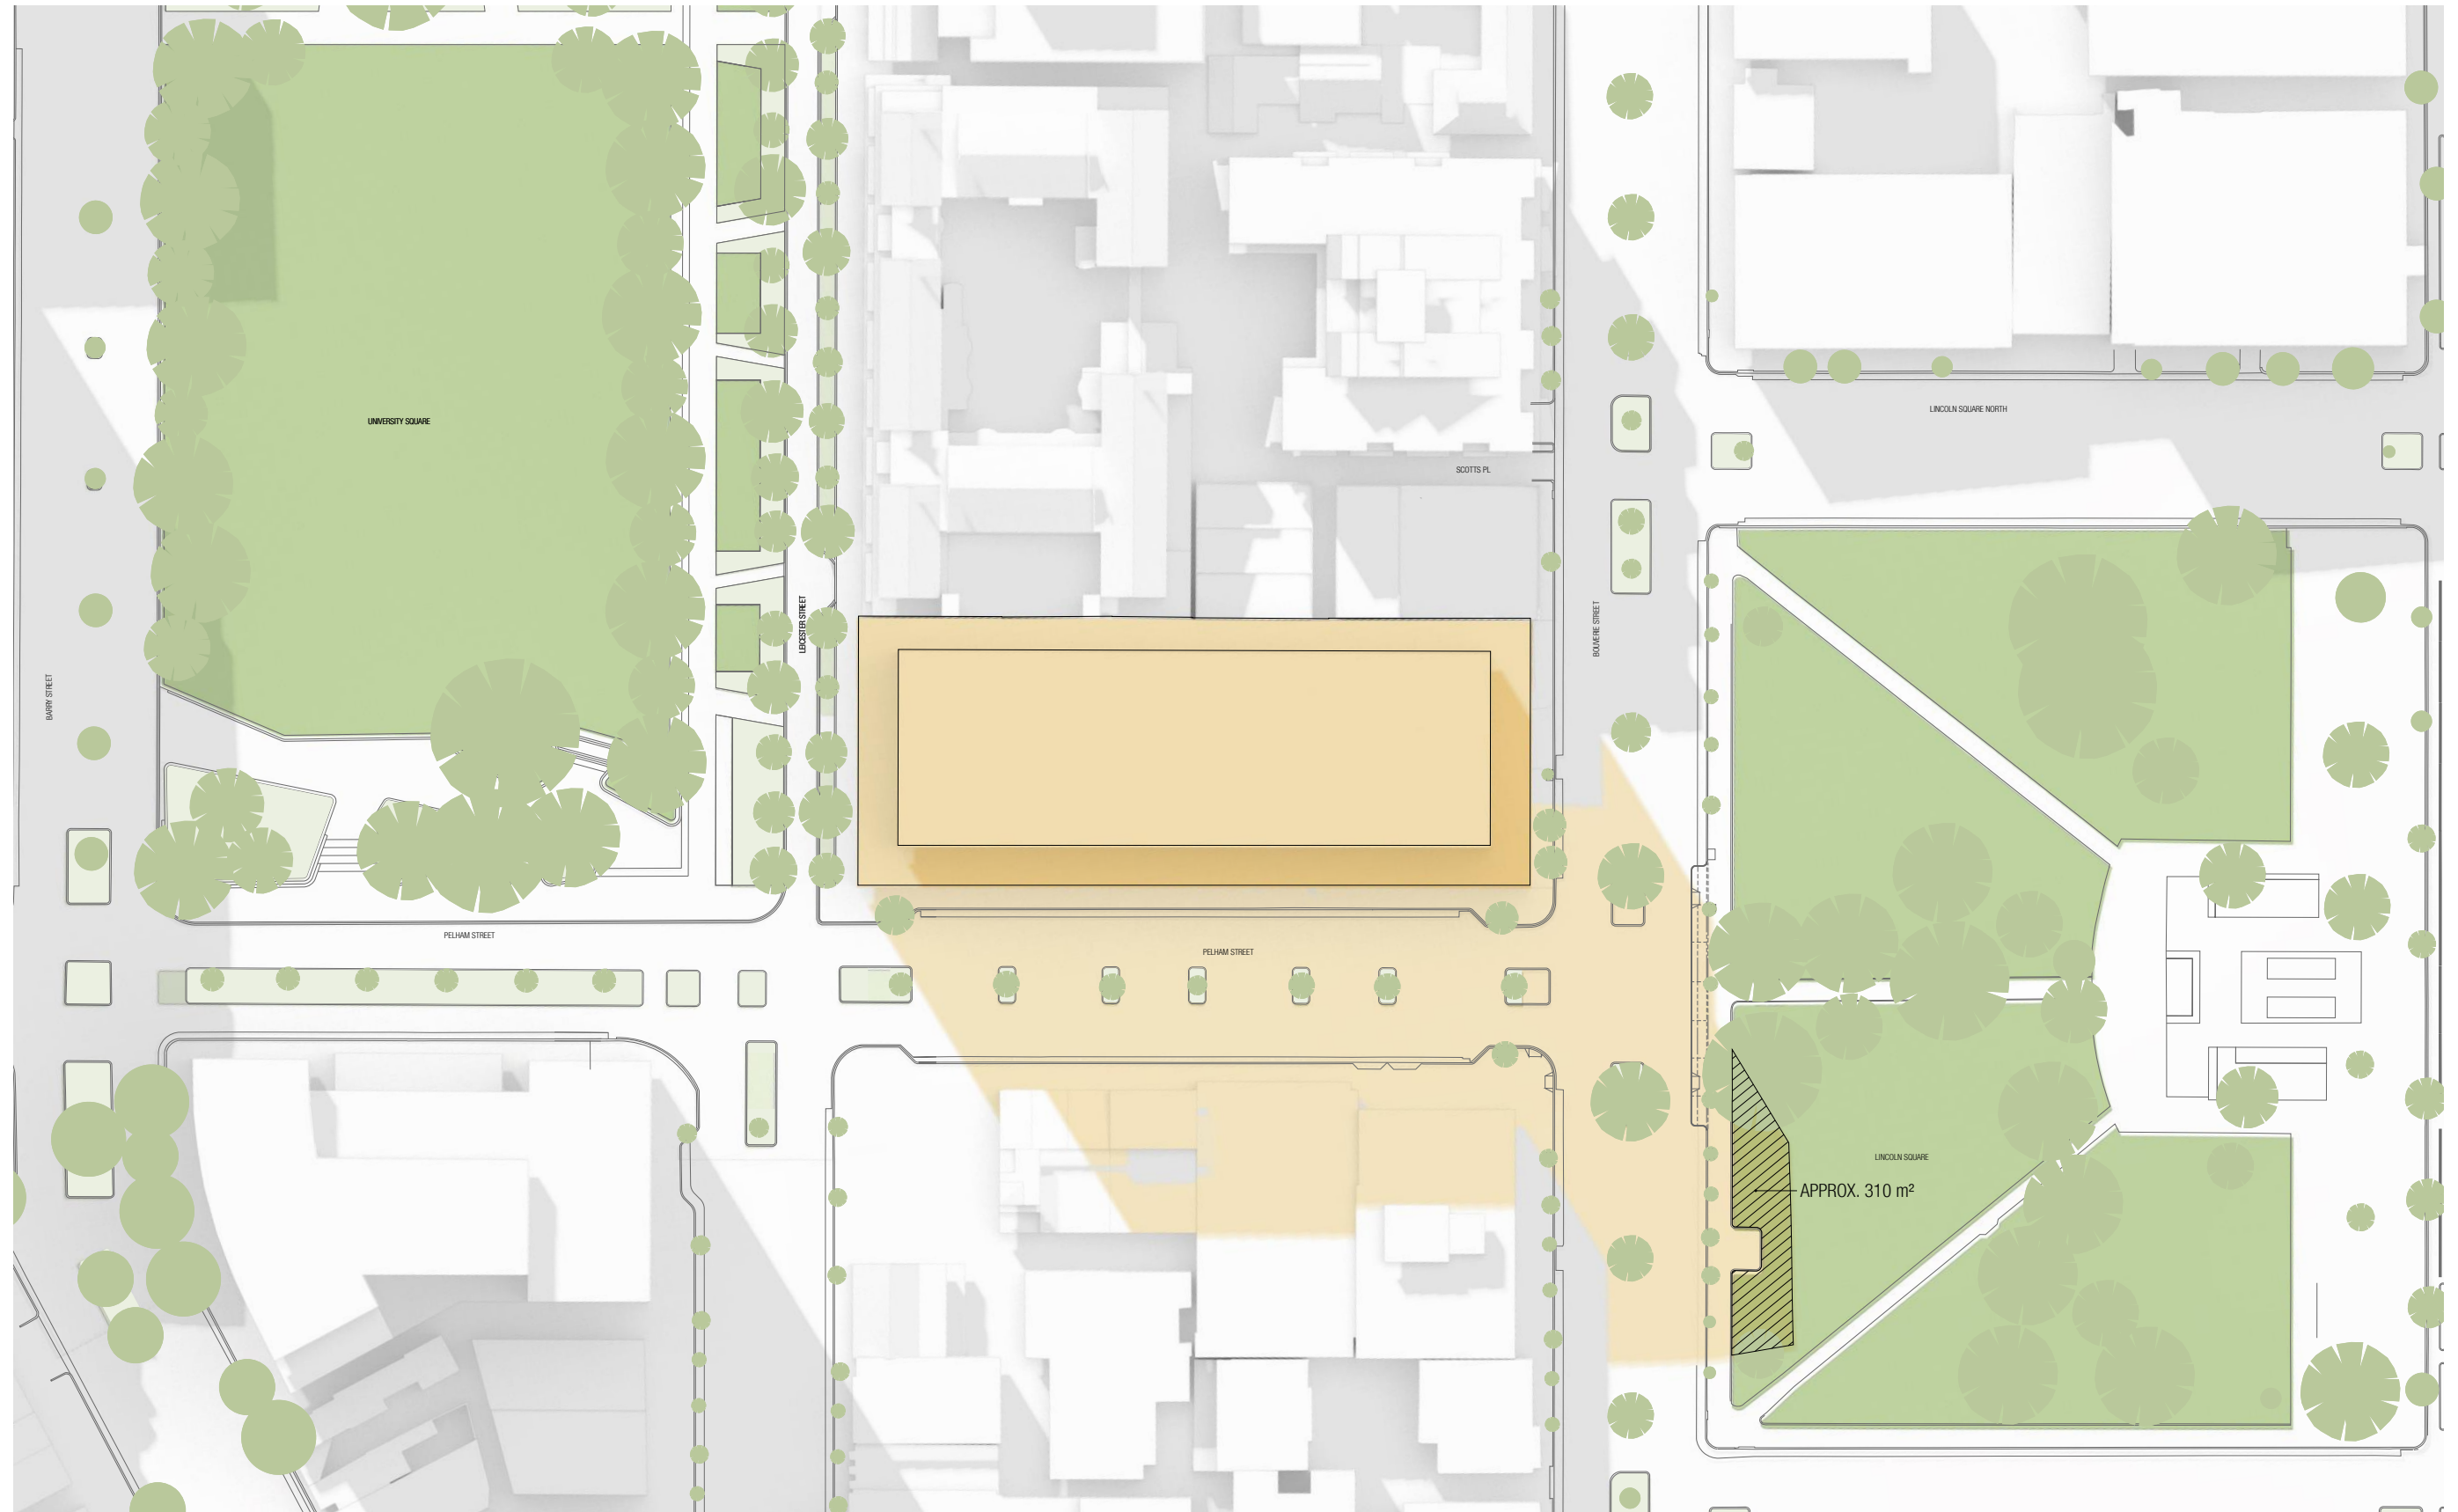 UNIVERSITY SQUARE
LINCOLN SQUARE NORTH
SCOTTS PL
LEICESTER STREET
BOUVERIE STREET
BARRY STREET
PELHAM STREET
PELHAM STREET
LINCOLN SQUARE
APPROX. 310 m²